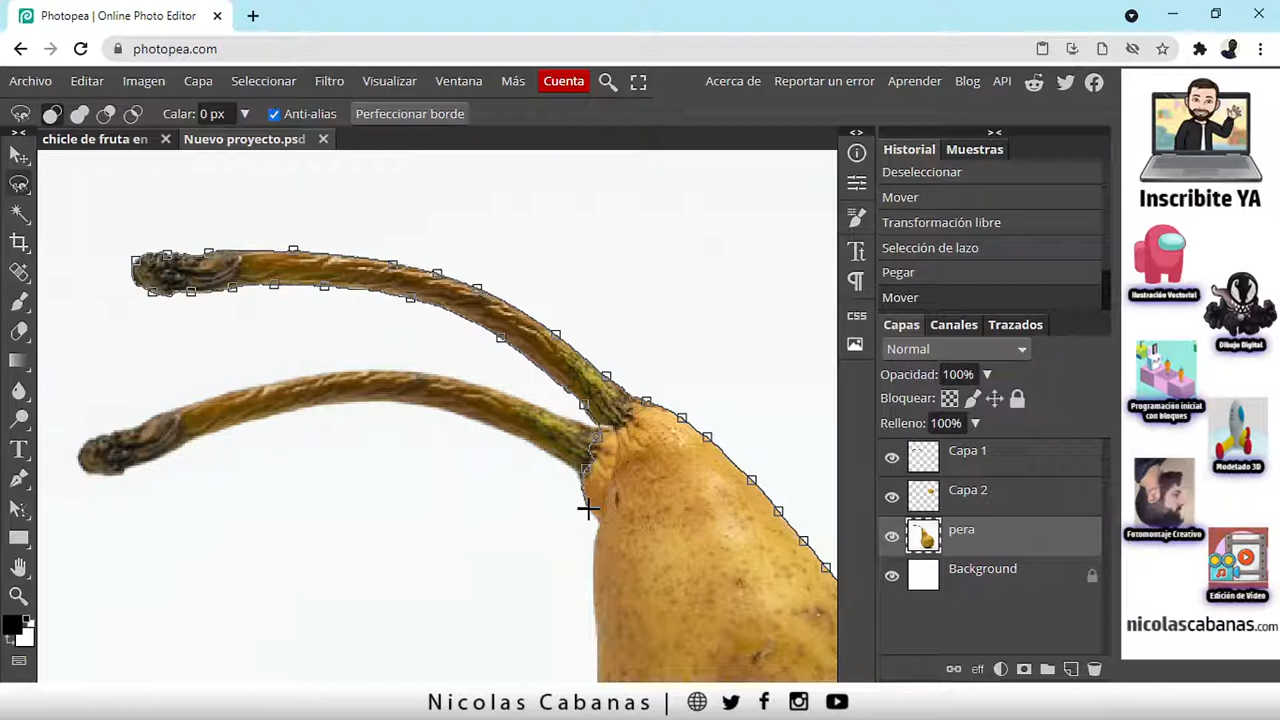 Photopea | Online Photo Editor
photopea.com
Archivo Editar Imagen Capa Seleccionar Filtro Visualizar Ventana Más Cuenta Acerca de Reportar un error Aprender Blog API
Calar: 0 px Anti-alias Perfeccionar borde
chicle de fruta en Nuevo proyecto.psd
Historial Muestras
Deseleccionar
Mover
Transformación libre
Selección de lazo
Pegar
Mover
CSS
Capas Canales Trazados
Normal
Opacidad: 100%
Bloquear:
Relleno: 100%
Capa 1
Capa 2
pera
Background
eff
Inscribite YA
Ilustración Vectorial
Dibujo Digital
Programación inicial
con bloques
Modelado 3D
Fotomontaje Creativo
Edición de Vídeo
nicolascabanas.com
Nicolas Cabanas |